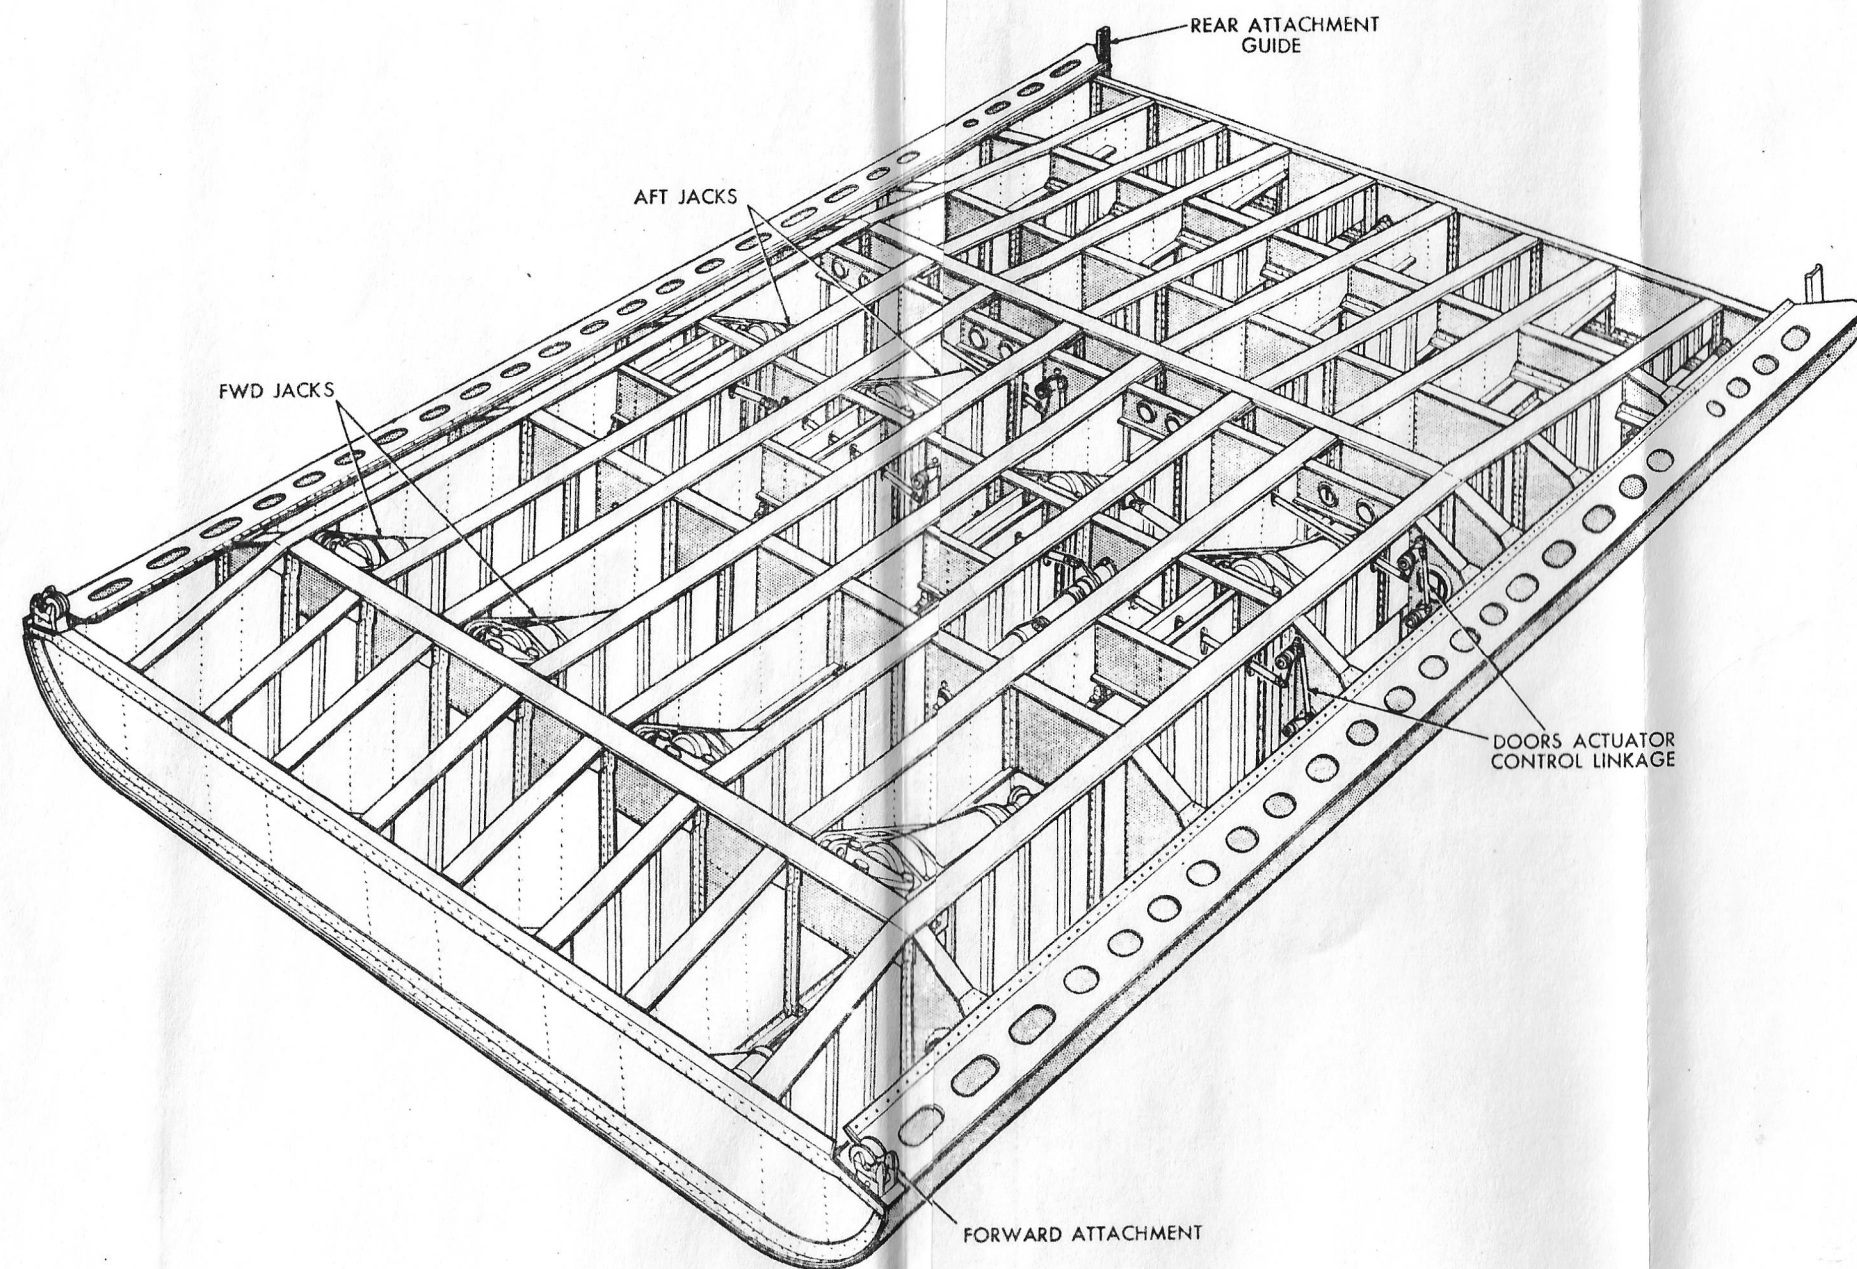 REAR ATTACHMENT
GUIDE
AFT JACKS
FWD JACKS
DOORS ACTUATOR
CONTROL LINKAGE
FORWARD ATTACHMENT